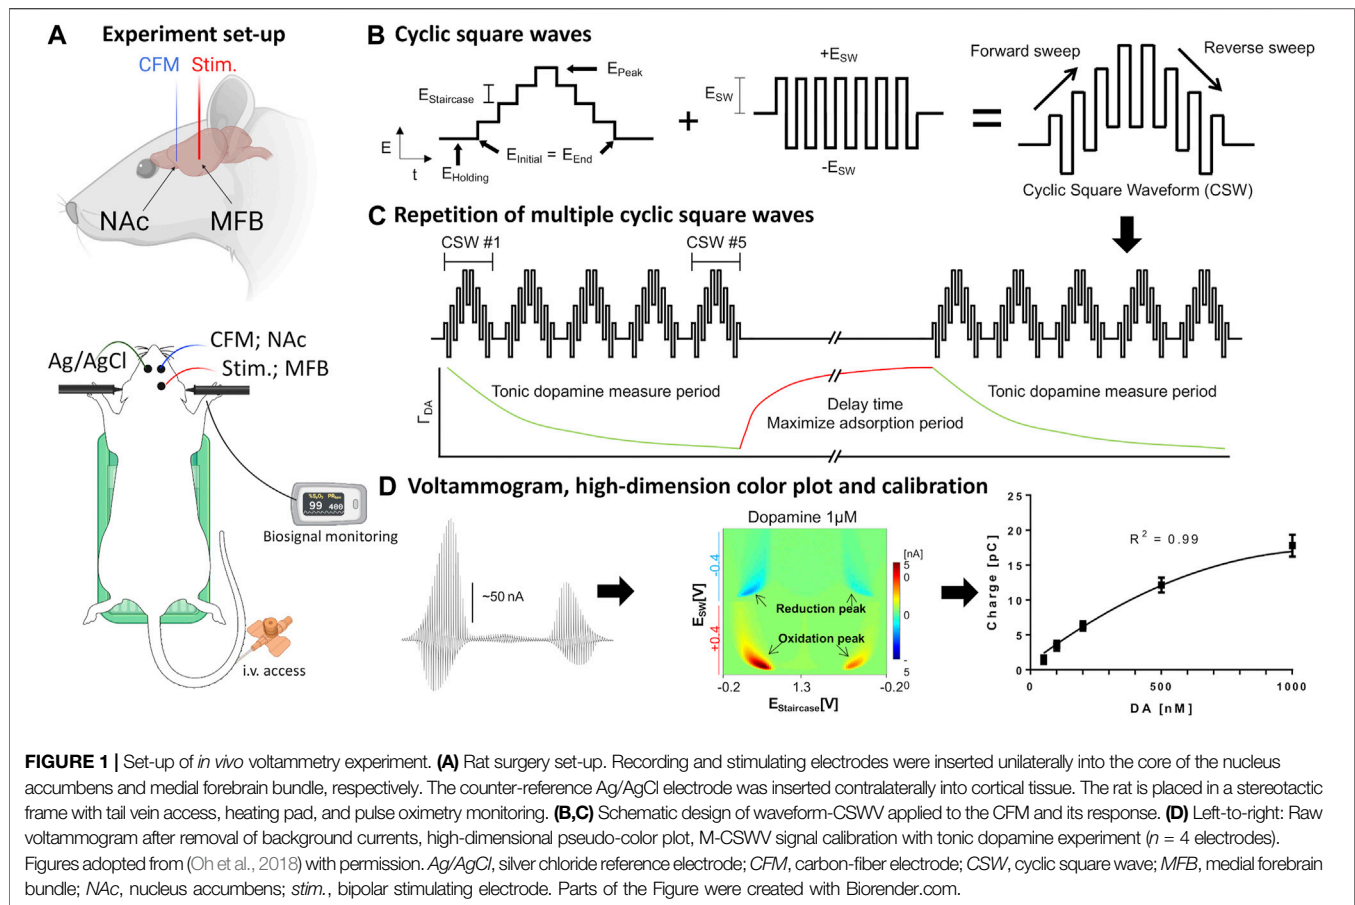 A Experiment set-up
CFM Stim.
NAc MFB
Ag/AgCl
CFM; NAc
Stim.; MFB
%SpO2 PRbpm
99 400
Biosignal monitoring
i.v. access
B Cyclic square waves
EPeak
EStaircase
E
t
EInitial = EEnd
EHolding
+
+ESW
ESW
-ESW
=
Forward sweep
Reverse sweep
Cyclic Square Waveform (CSW)
C Repetition of multiple cyclic square waves
CSW #1
CSW #5
ΓDA
Tonic dopamine measure period
Delay time
Maximize adsorption period
Tonic dopamine measure period
D Voltammogram, high-dimension color plot and calibration
~50 nA
Dopamine 1µM
ESW[V]
-0.4
+0.4
Reduction peak
Oxidation peak
-0.2 1.3 -0.20
EStaircase[V]
[nA]
5
0
0
-
5
Charge [pC]
25
20
15
10
5
0
R2 = 0.99
0 500 1000
DA [nM]
FIGURE 1 | Set-up of in vivo voltammetry experiment. (A) Rat surgery set-up. Recording and stimulating electrodes were inserted unilaterally into the core of the nucleus
accumbens and medial forebrain bundle, respectively. The counter-reference Ag/AgCl electrode was inserted contralaterally into cortical tissue. The rat is placed in a stereotactic
frame with tail vein access, heating pad, and pulse oximetry monitoring. (B,C) Schematic design of waveform-CSWV applied to the CFM and its response. (D) Left-to-right: Raw
voltammogram after removal of background currents, high-dimensional pseudo-color plot, M-CSWV signal calibration with tonic dopamine experiment (n = 4 electrodes).
Figures adopted from (Oh et al., 2018) with permission. Ag/AgCl, silver chloride reference electrode; CFM, carbon-fiber electrode; CSW, cyclic square wave; MFB, medial forebrain
bundle; NAc, nucleus accumbens; stim., bipolar stimulating electrode. Parts of the Figure were created with Biorender.com.